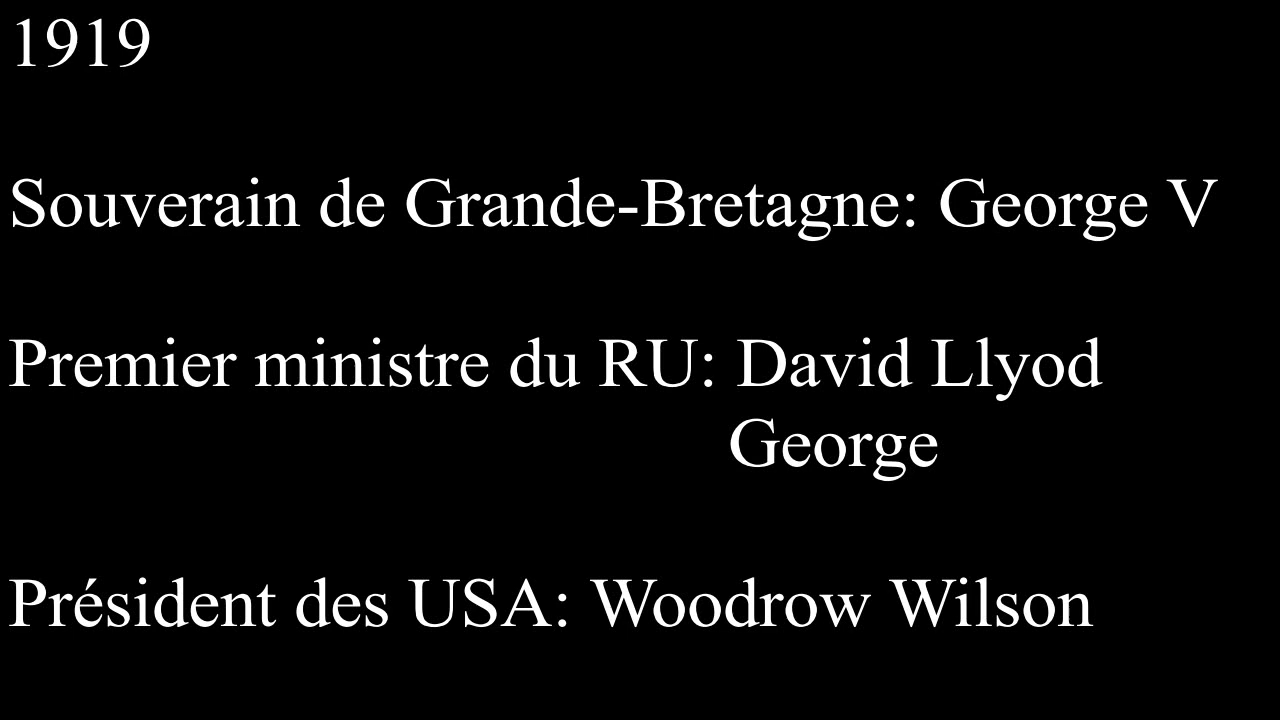 1919
Souverain de Grande-Bretagne: George V
Premier ministre du RU: David Llyod
George
Président des USA: Woodrow Wilson